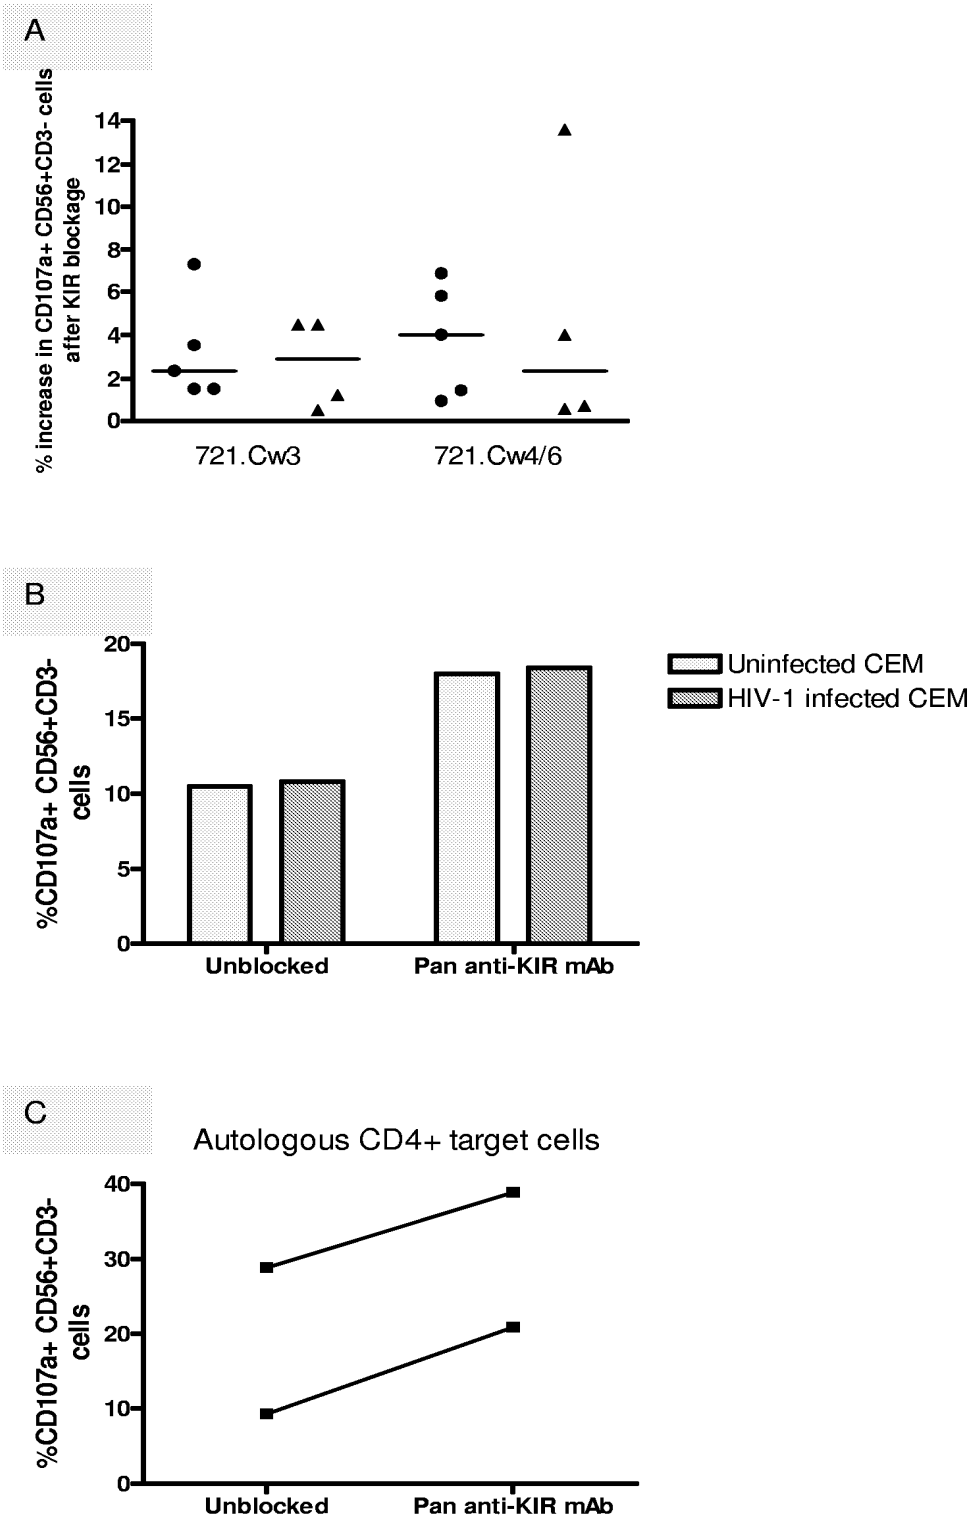 A
% increase in CD107a+ CD56+CD3- cells
after KIR blockage
14
12
10
8
6
4
2
0
721.Cw3
721.Cw4/6
B
%CD107a+ CD56+CD3-
cells
20
15
10
5
0
Unblocked
Pan anti-KIR mAb
Uninfected CEM
HIV-1 infected CEM
C
Autologous CD4+ target cells
%CD107a+ CD56+CD3-
cells
40
30
20
10
0
Unblocked
Pan anti-KIR mAb